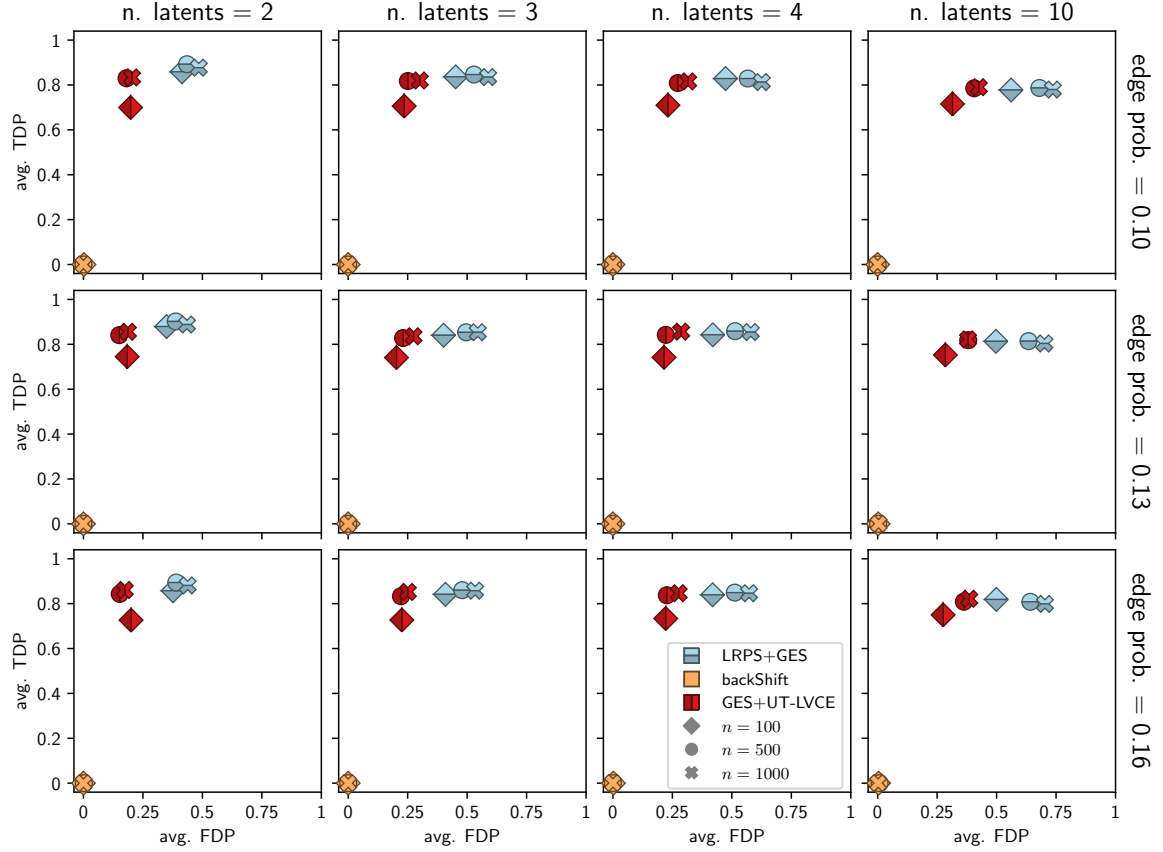 n. latents = 2
n. latents = 3
n. latents = 4
n. latents = 10
1
0.8
0.6
0.4
0.2
0
avg. TDP
edge prob. = 0.10
1
0.8
0.6
0.4
0.2
0
avg. TDP
edge prob. = 0.13
1
0.8
0.6
0.4
0.2
0
avg. TDP
edge prob. = 0.16
LRPS+GES
backShift
GES+UT-LVCE
n = 100
n = 500
n = 1000
0 0.25 0.5 0.75 1
0 0.25 0.5 0.75 1
0 0.25 0.5 0.75 1
0 0.25 0.5 0.75 1
avg. FDP
avg. FDP
avg. FDP
avg. FDP